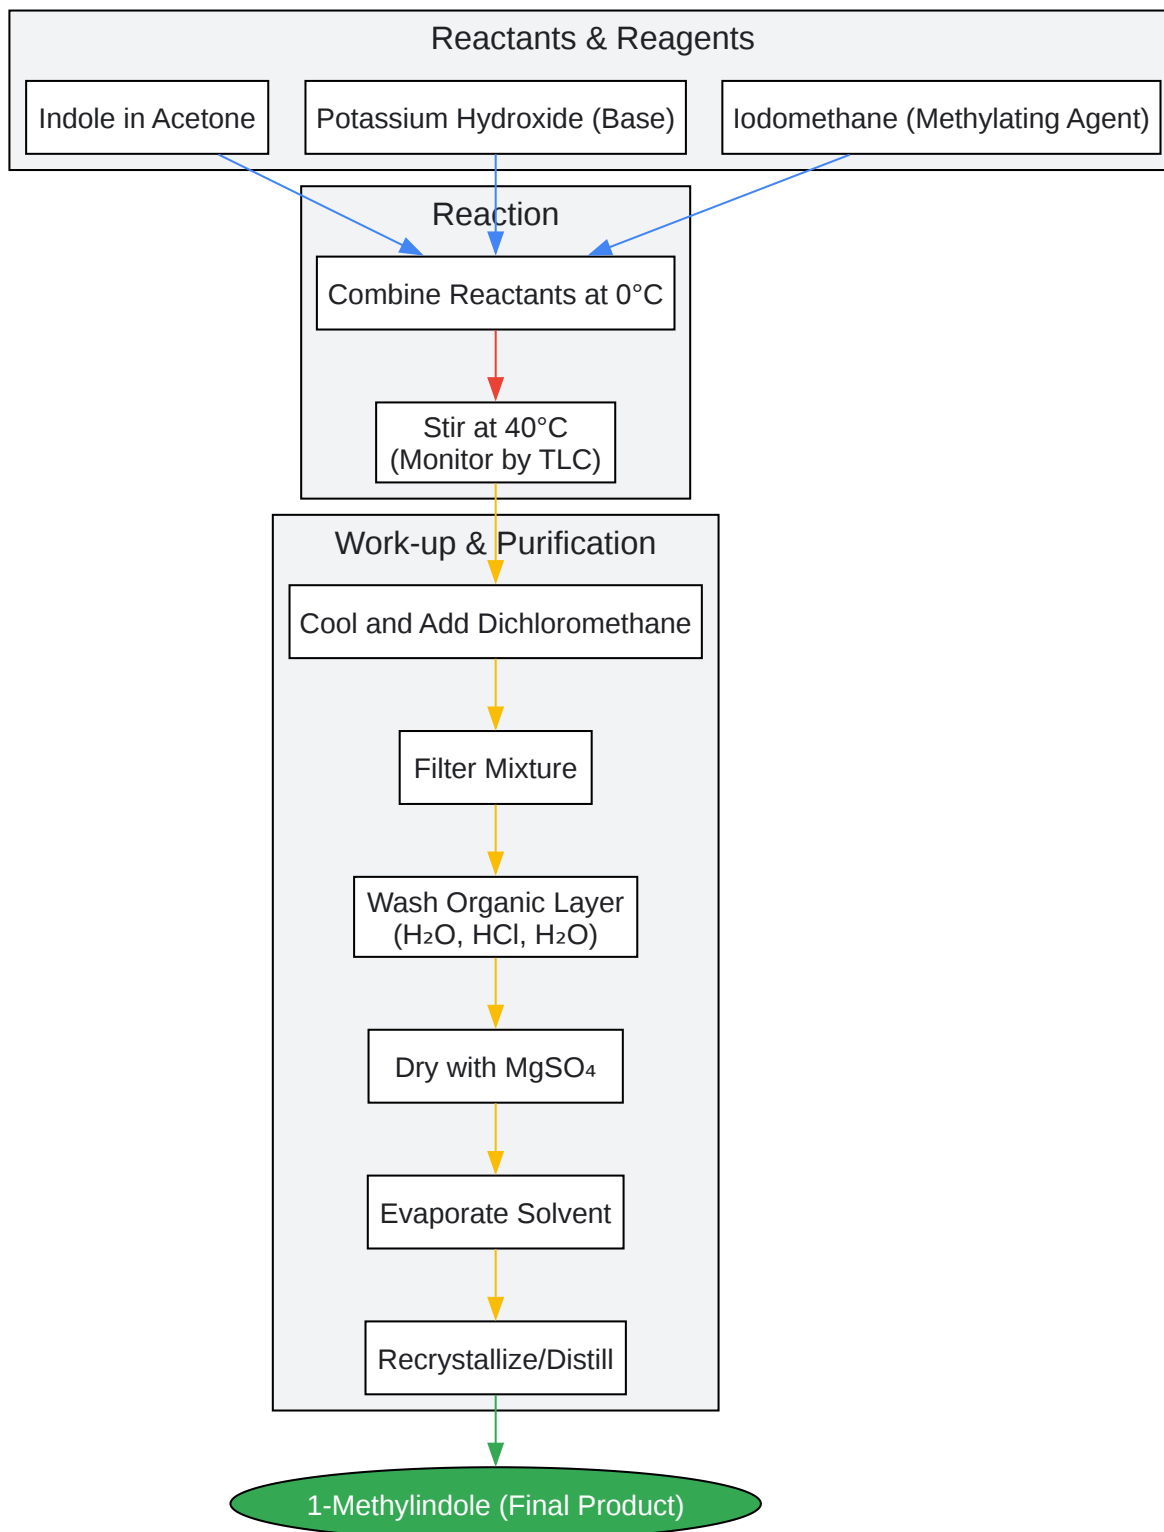 Reactants & Reagents
Indole in Acetone
Potassium Hydroxide (Base)
Iodomethane (Methylating Agent)
Reaction
Combine Reactants at 0°C
Stir at 40°C
(Monitor by TLC)
Work-up & Purification
Cool and Add Dichloromethane
Filter Mixture
Wash Organic Layer
(H₂O, HCl, H₂O)
Dry with MgSO₄
Evaporate Solvent
Recrystallize/Distill
1-Methylindole (Final Product)